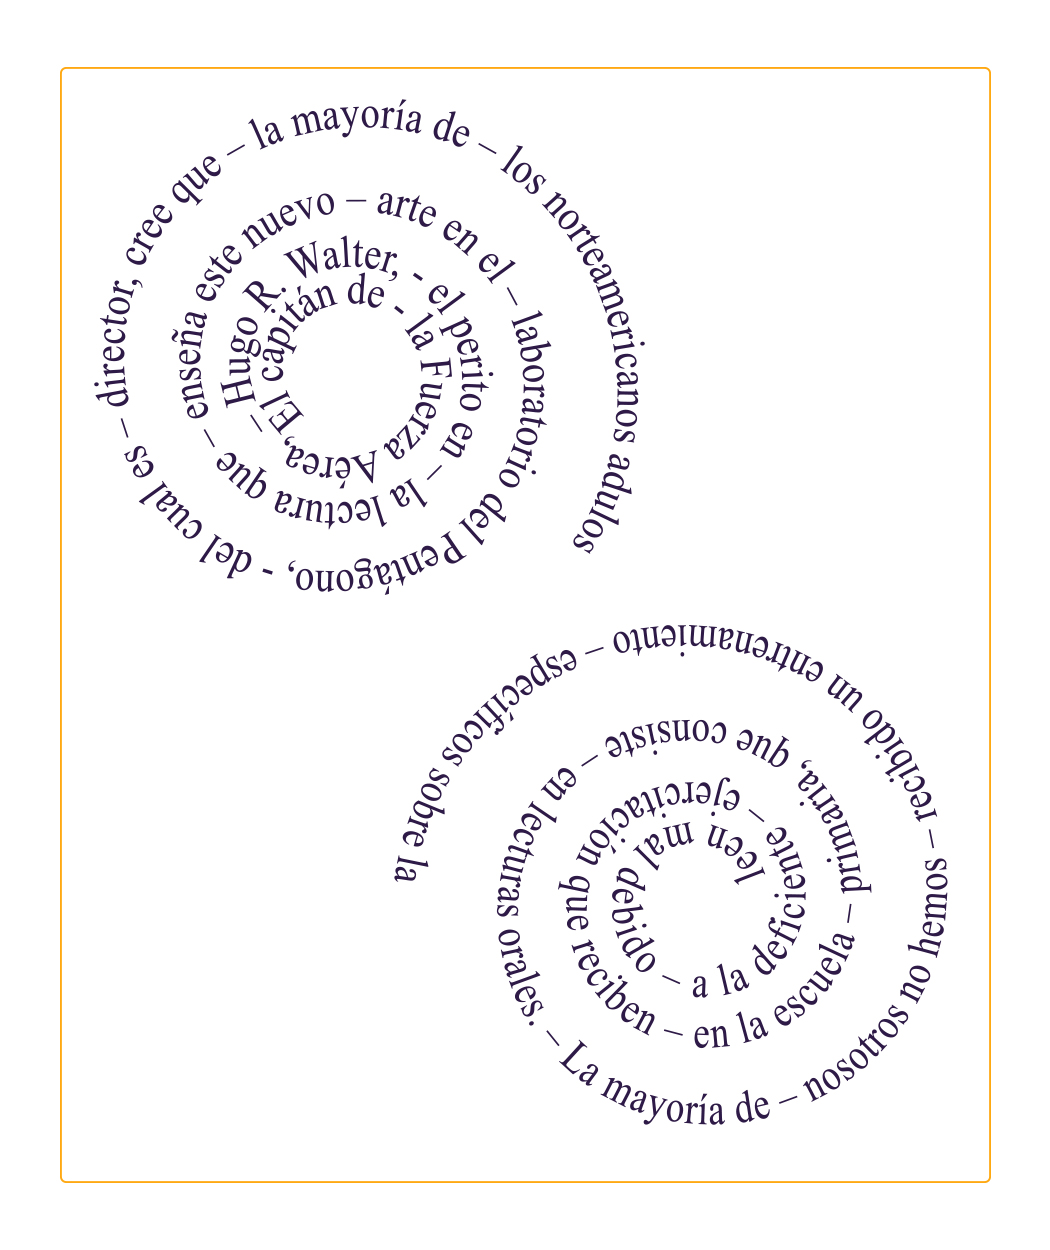 El capitán de - la Fuerza Aérea, – Hugo R. Walter, - el perito en – la lectura que – enseña este nuevo – arte en el – laboratorio del Pentágono, - del cual es – director, cree que – la mayoría de – los norteamericanos adulos
leen mal debido – a la deficiente – ejercitación que reciben – en la escuela – primaria, que consiste – en lecturas orales. – La mayoría de – nosotros no hemos – recibido un entrenamiento – específicos sobre la